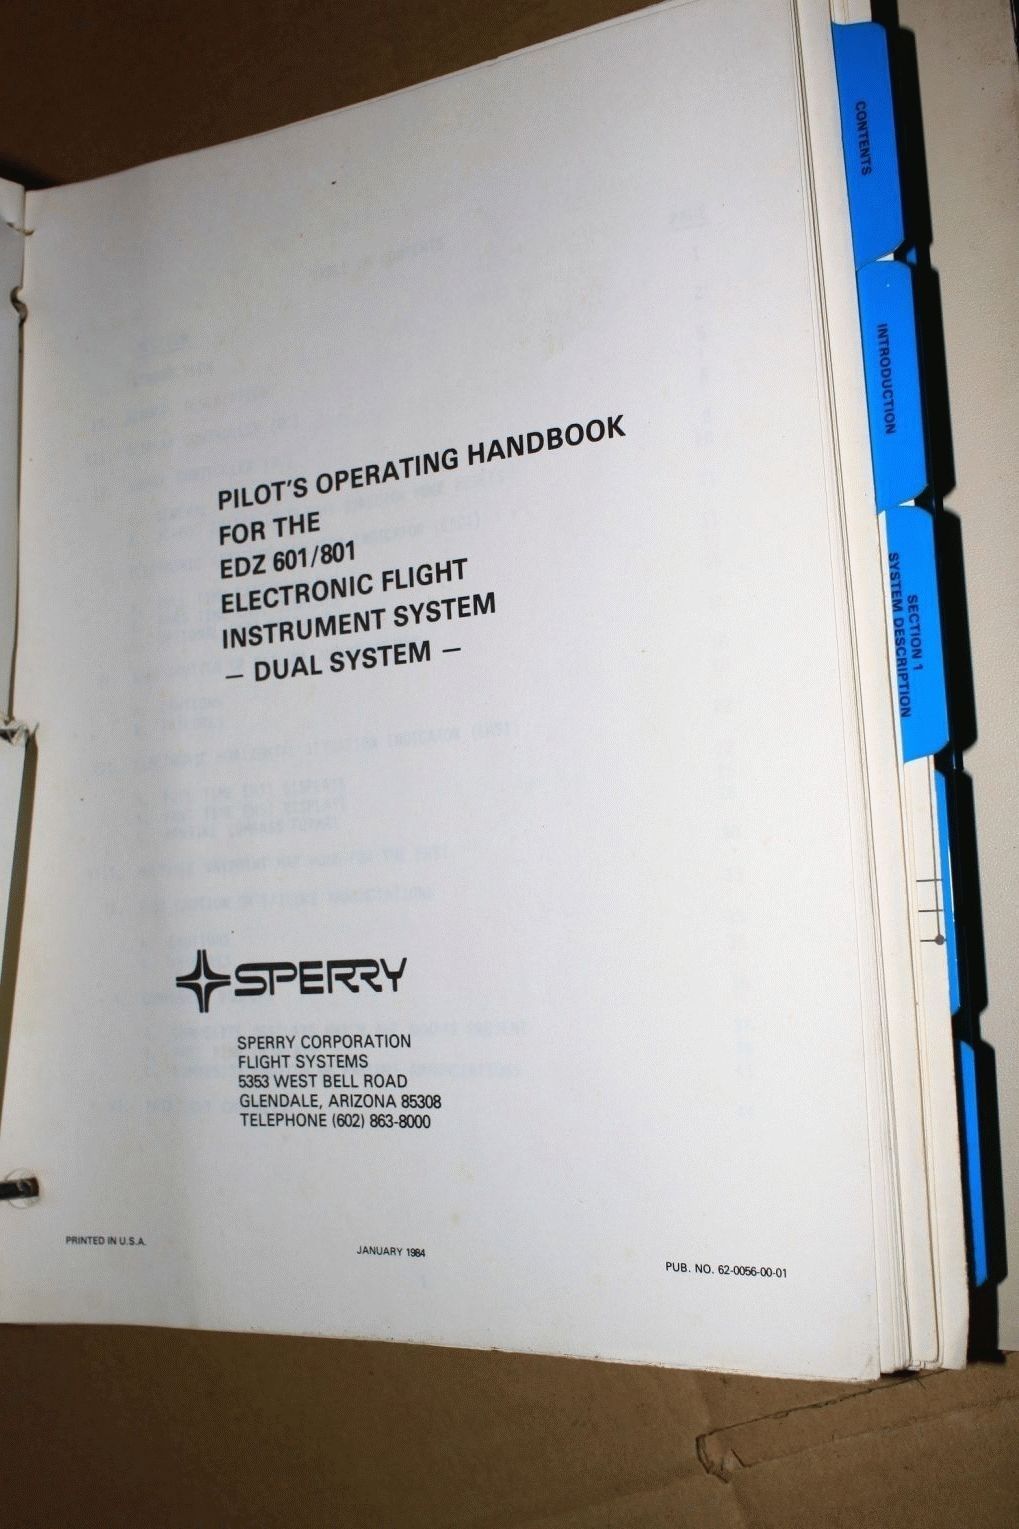 PILOT'S OPERATING HANDBOOK
FOR THE
EDZ 601/801
ELECTRONIC FLIGHT
INSTRUMENT SYSTEM
— DUAL SYSTEM —
SPERRY
SPERRY CORPORATION
FLIGHT SYSTEMS
5353 WEST BELL ROAD
GLENDALE, ARIZONA 85308
TELEPHONE (602) 863-8000
PRINTED IN U.S.A.
JANUARY 1984
PUB. NO. 62-0056-00-01
CONTENTS
INTRODUCTION
SECTION 1
SYSTEM DESCRIPTION